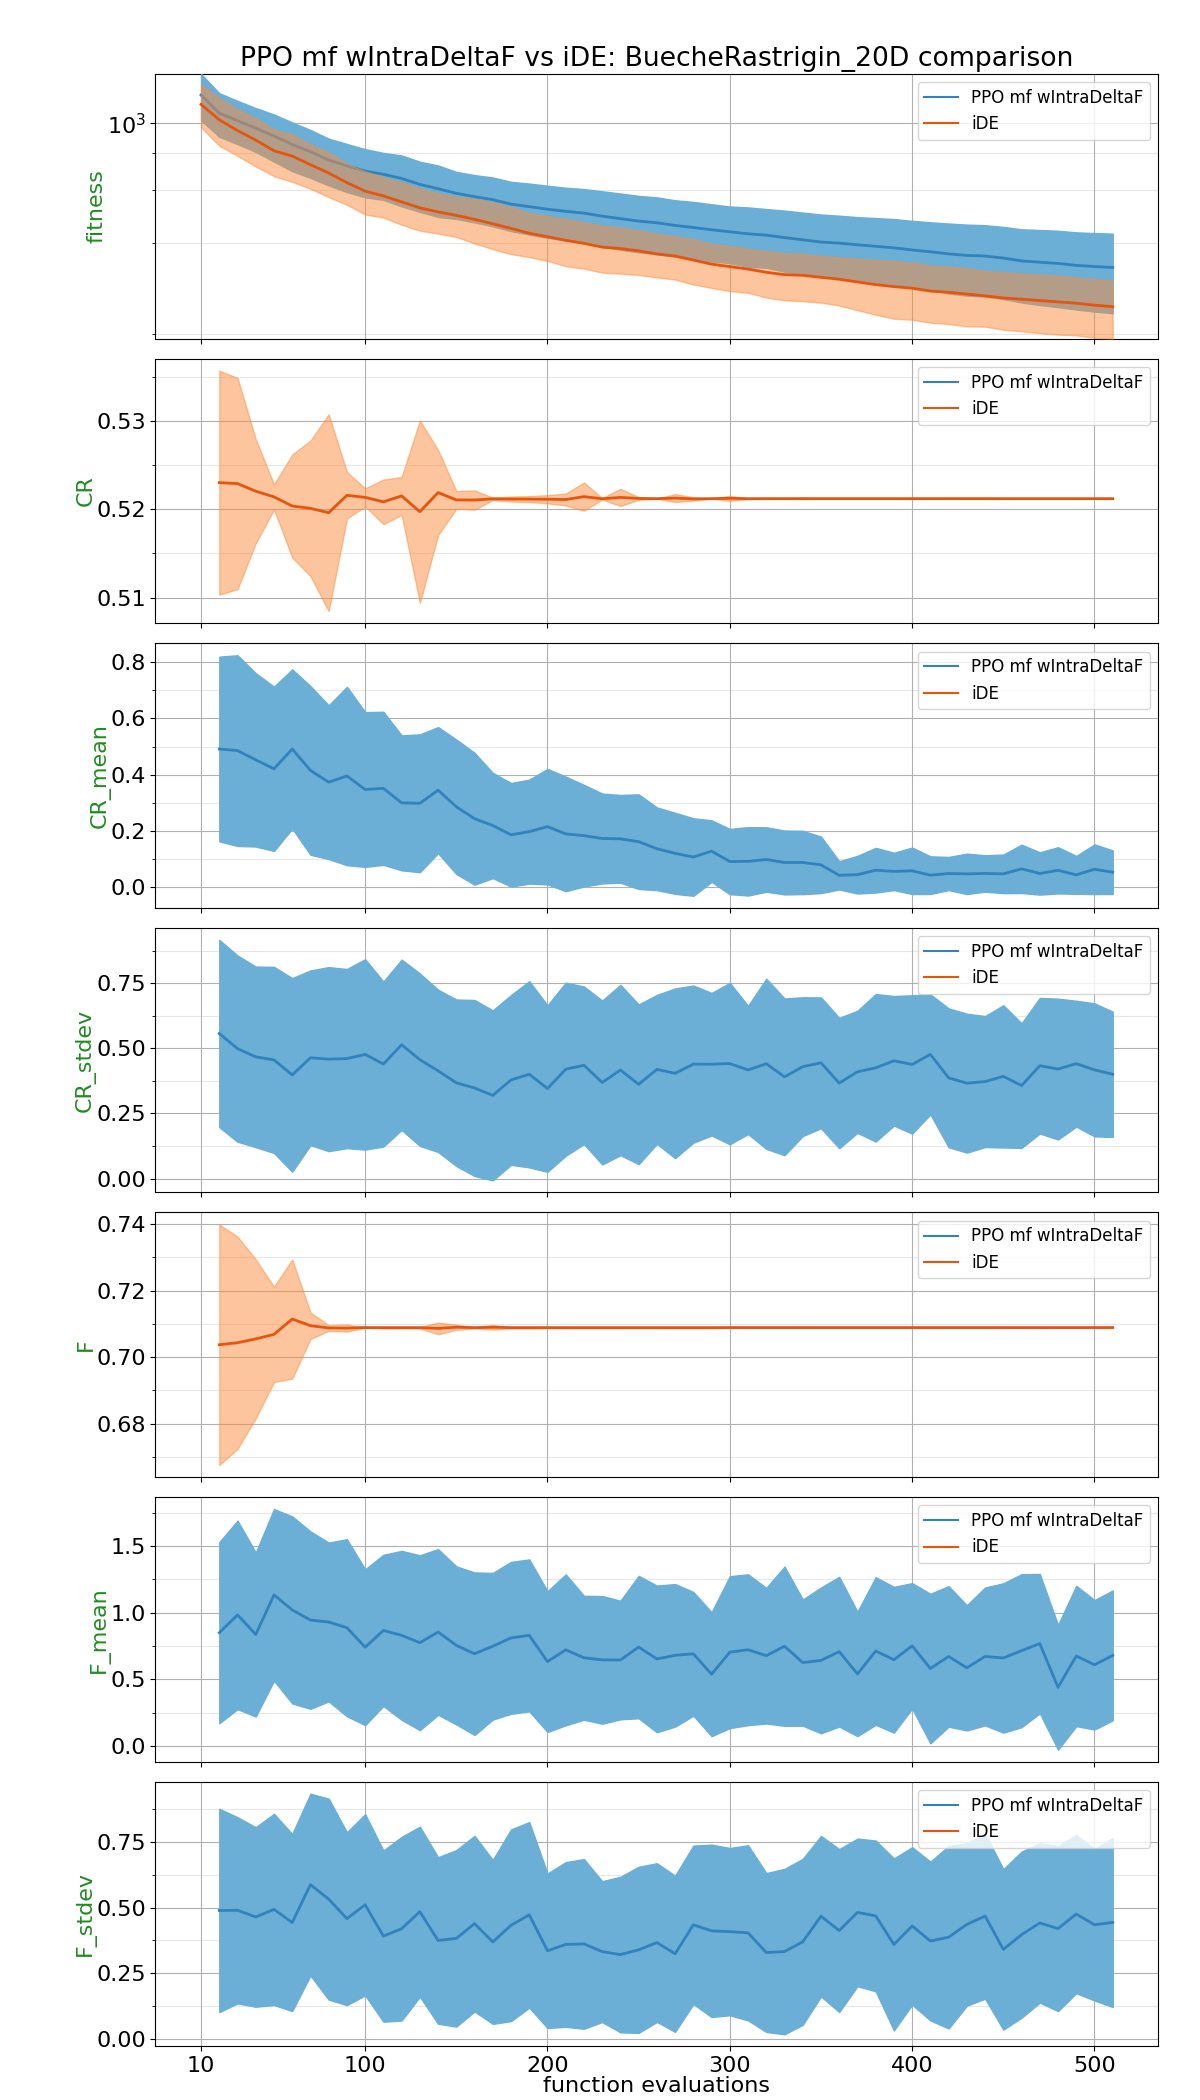 PPO mf wIntraDeltaF vs iDE: BuecheRastrigin_20D comparison
fitness
10³
PPO mf wIntraDeltaF
iDE
CR
0.53
0.52
0.51
PPO mf wIntraDeltaF
iDE
CR_mean
0.8
0.6
0.4
0.2
0.0
PPO mf wIntraDeltaF
iDE
CR_stdev
0.75
0.50
0.25
0.00
PPO mf wIntraDeltaF
iDE
F
0.74
0.72
0.70
0.68
PPO mf wIntraDeltaF
iDE
F_mean
1.5
1.0
0.5
0.0
PPO mf wIntraDeltaF
iDE
F_stdev
0.75
0.50
0.25
0.00
PPO mf wIntraDeltaF
iDE
10 100 200 300 400 500
function evaluations